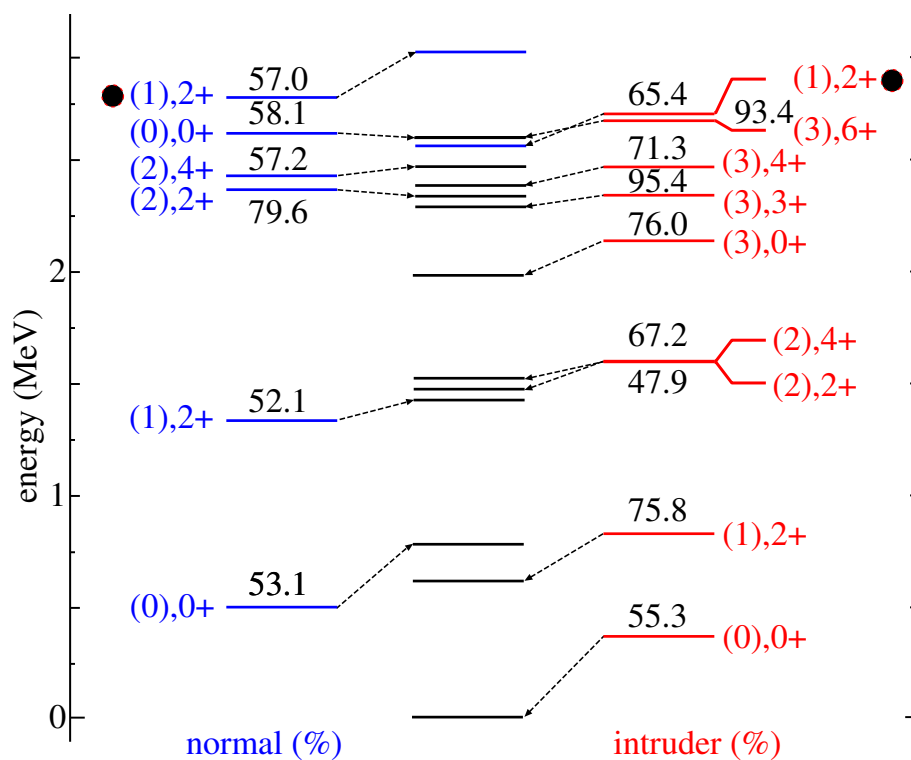 (1),2+ 57.0 65.4 (1),2+
(0),0+ 58.1 93.4 (3),6+
(2),4+ 57.2 71.3 (3),4+
(2),2+ 79.6 95.4 (3),3+
76.0 (3),0+
2
67.2 (2),4+
47.9 (2),2+
(1),2+ 52.1
energy (MeV)
1
75.8 (1),2+
(0),0+ 53.1
55.3 (0),0+
0
normal (%) intruder (%)